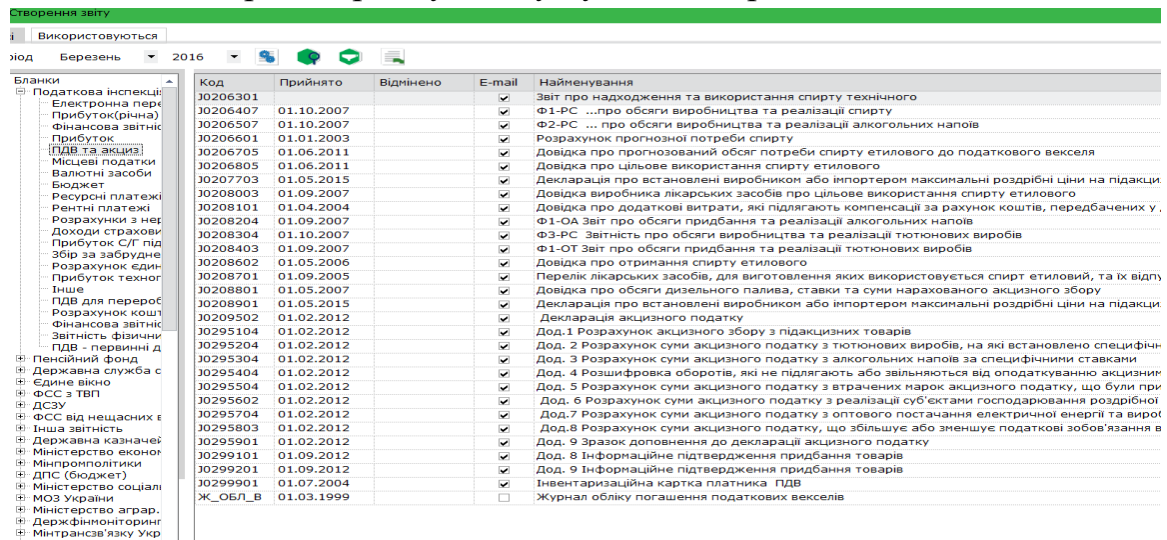 Створення звіту
Використовуються
Березень 2016
Бланки
Податкова інспекці
Електронна пере
Прибуток(річна)
Фінансова звітніс
Прибуток
ПДВ та акциз
Місцеві податки
Валютні засоби
Бюджет
Ресурсні платежі
Рентні платежі
Розрахунки з нер
Доходи страхови
Прибуток С/Г під
Збір за забрудне
Розрахунок єдин
Прибуток техног
Інше
ПДВ для перероб
Розрахунок кошт
Фінансова звітніс
Звітність фізични
ПДВ - первинні д
Пенсійний фонд
Державна служба с
Єдине вікно
ФСС з ТВП
ДСЗУ
ФСС від нещасних в
Інша звітність
Державна казначей
Міністерство еконо
Мінпромполітики
ДПС (бюджет)
Міністерство соціал
МОЗ України
Міністерство аграр.
Держфінмоніторинг
Мінтрансзв'язку Укр
Код Прийнято Відмінено E-mail Найменування
J0206301 Звіт про надходження та використання спирту технічного
J0206407 01.10.2007 Ф1-РС ...про обсяги виробництва та реалізації спирту
J0206507 01.10.2007 Ф2-РС ... про обсяги виробництва та реалізації алкогольних напоїв
J0206601 01.01.2003 Розрахунок прогнозної потреби спирту
J0206705 01.06.2011 Довідка про прогнозований обсяг потреби спирту етилового до податкового векселя
J0206805 01.06.2011 Довідка про цільове використання спирту етилового
J0207703 01.05.2015 Декларація про встановлені виробником або імпортером максимальні роздрібні ціни на підакци
J0208003 01.09.2007 Довідка виробника лікарських засобів про цільове використання спирту етилового
J0208101 01.04.2004 Довідка про додаткові витрати, які підлягають компенсації за рахунок коштів, передбачених у
J0208204 01.09.2007 Ф1-ОА Звіт про обсяги придбання та реалізації алкогольних напоїв
J0208304 01.10.2007 Ф3-РС Звітність про обсяги виробництва та реалізації тютюнових виробів
J0208403 01.09.2007 Ф1-ОТ Звіт про обсяги придбання та реалізації тютюнових виробів
J0208602 01.05.2006 Довідка про отримання спирту етилового
J0208701 01.09.2005 Перелік лікарських засобів, для виготовлення яких використовується спирт етиловий, та їх відпу
J0208801 01.05.2007 Довідка про обсяги дизельного палива, ставки та суми нарахованого акцизного збору
J0208901 01.05.2015 Декларація про встановлені виробником або імпортером максимальні роздрібні ціни на підакци
J0209502 01.02.2012 Декларація акцизного податку
J0295104 01.02.2012 Дод.1 Розрахунок акцизного збору з підакцизних товарів
J0295204 01.02.2012 Дод. 2 Розрахунок суми акцизного податку з тютюнових виробів, на які встановлено специфічн
J0295304 01.02.2012 Дод. 3 Розрахунок суми акцизного податку з алкогольних напоїв за специфічними ставками
J0295404 01.02.2012 Дод. 4 Розшифровка оборотів, які не підлягають або звільняються від оподаткуванню акцизним
J0295504 01.02.2012 Дод. 5 Розрахунок суми акцизного податку з втрачених марок акцизного податку, що були при
J0295602 01.02.2012 Дод. 6 Розрахунок суми акцизного податку з реалізації суб'єктами господарювання роздрібної
J0295704 01.02.2012 Дод.7 Розрахунок суми акцизного податку з оптового постачання електричної енергії та вироб
J0295803 01.02.2012 Дод.8 Розрахунок суми акцизного податку, що збільшує або зменшує податкові зобов'язання в
J0295901 01.02.2012 Дод. 9 Зразок доповнення до декларації акцизного податку
J0299101 01.09.2012 Дод. 8 Інформаційне підтвердження придбання товарів
J0299201 01.09.2012 Дод. 9 Інформаційне підтвердження придбання товарів
J0299901 01.07.2004 Інвентаризаційна картка платника ПДВ
Ж_ОБЛ_В 01.03.1999 Журнал обліку погашення податкових векселів